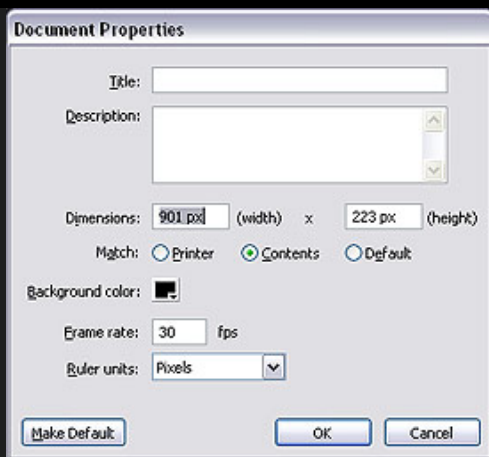 Document Properties
Title:
Description:
Dimensions: 901 px (width) x 223 px (height)
Match: Printer Contents Default
Background color:
Frame rate: 30 fps
Ruler units: Pixels
Make Default OK Cancel